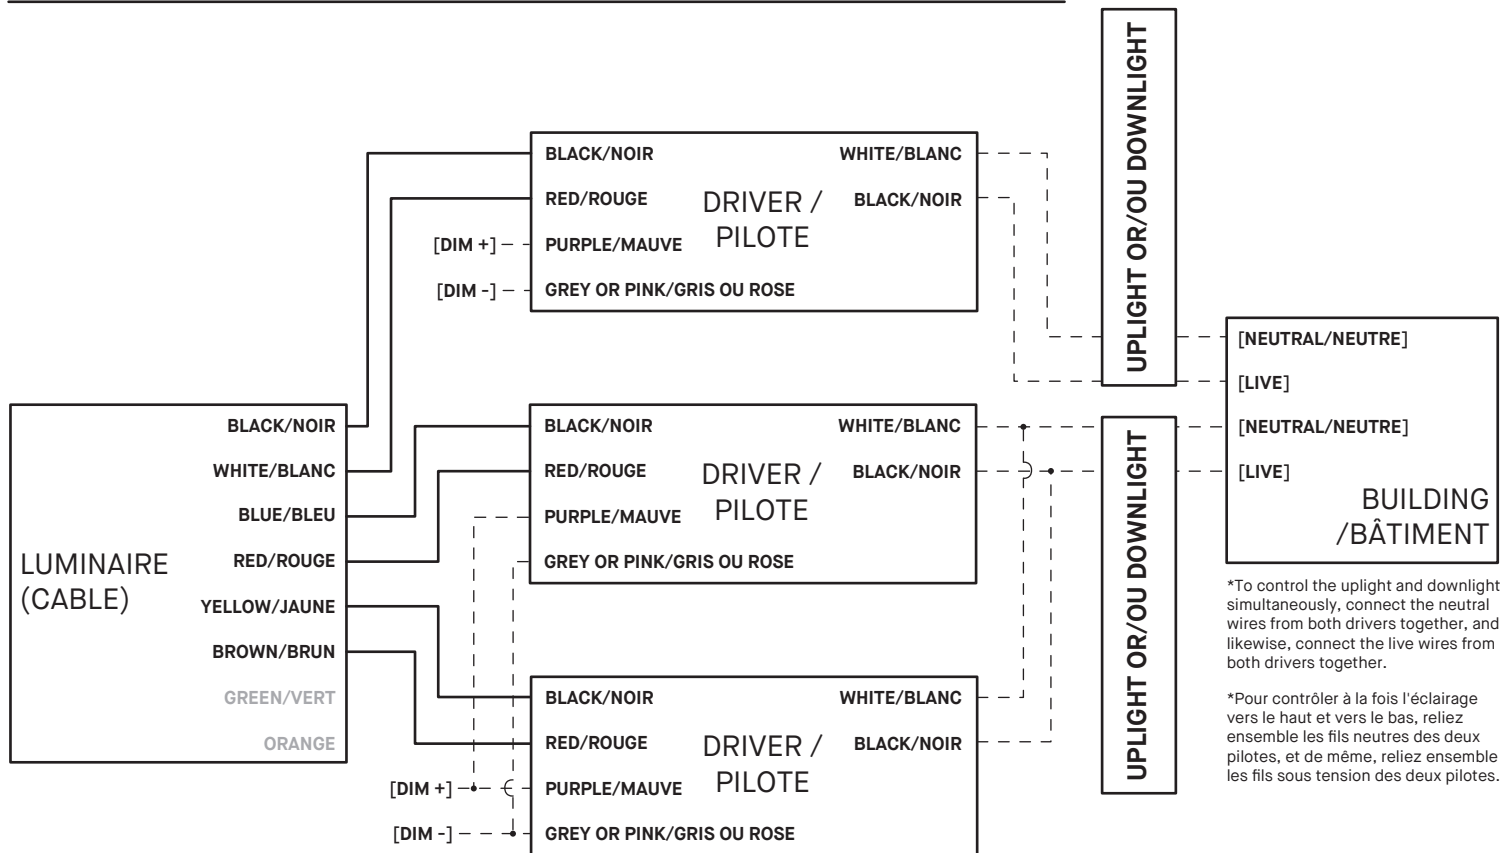 UPLIGHT OR/OU DOWNLIGHT
BLACK/NOIR
WHITE/BLANC
RED/ROUGE
DRIVER /
PILOTE
BLACK/NOIR
[DIM +]
PURPLE/MAUVE
[DIM -]
GREY OR PINK/GRIS OU ROSE
[NEUTRAL/NEUTRE]
[LIVE]
[NEUTRAL/NEUTRE]
[LIVE]
BUILDING
/BÂTIMENT
LUMINAIRE
(CABLE)
BLACK/NOIR
WHITE/BLANC
BLUE/BLEU
RED/ROUGE
YELLOW/JAUNE
BROWN/BRUN
GREEN/VERT
ORANGE
BLACK/NOIR
WHITE/BLANC
RED/ROUGE
DRIVER /
PILOTE
BLACK/NOIR
PURPLE/MAUVE
GREY OR PINK/GRIS OU ROSE
UPLIGHT OR/OU DOWNLIGHT
*To control the uplight and downlight
simultaneously, connect the neutral
wires from both drivers together, and
likewise, connect the live wires from
both drivers together.
*Pour contrôler à la fois l'éclairage
vers le haut et vers le bas, reliez
ensemble les fils neutres des deux
pilotes, et de même, reliez ensemble
les fils sous tension des deux pilotes.
BLACK/NOIR
WHITE/BLANC
RED/ROUGE
DRIVER /
PILOTE
BLACK/NOIR
[DIM +]
PURPLE/MAUVE
[DIM -]
GREY OR PINK/GRIS OU ROSE